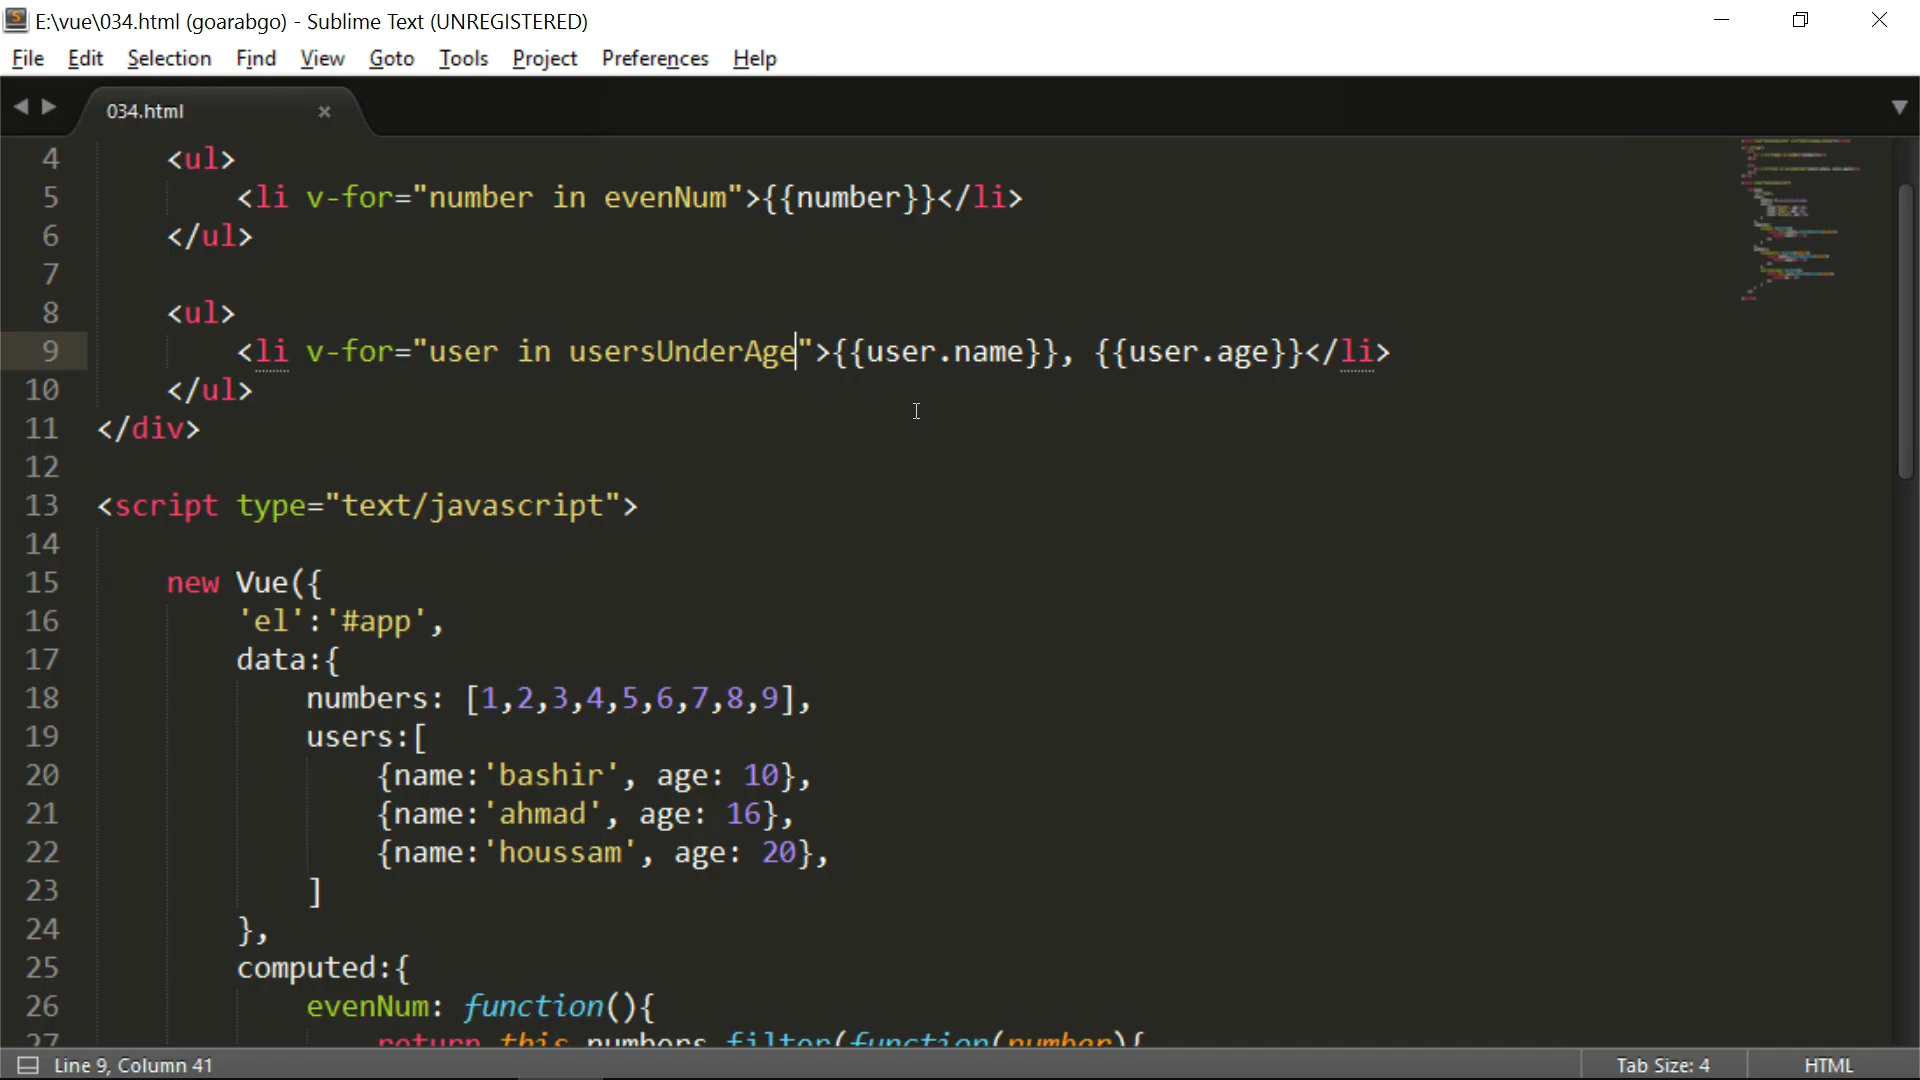 E:\vue\034.html (goarabgo) - Sublime Text (UNREGISTERED)
File Edit Selection Find View Goto Tools Project Preferences Help
034.html
4 <ul>
5 <li v-for="number in evenNum">{{number}}</li>
6 </ul>
7
8 <ul>
9 <li v-for="user in usersUnderAge">{{user.name}}, {{user.age}}</li>
10 </ul>
11 </div>
12
13 <script type="text/javascript">
14
15 new Vue({
16 'el':'#app',
17 data:{
18 numbers: [1,2,3,4,5,6,7,8,9],
19 users:[
20 {name:'bashir', age: 10},
21 {name:'ahmad', age: 16},
22 {name:'houssam', age: 20},
23 ]
24 },
25 computed:{
26 evenNum: function(){
27 return this.numbers.filter(function(number){
Line 9, Column 41
Tab Size: 4
HTML